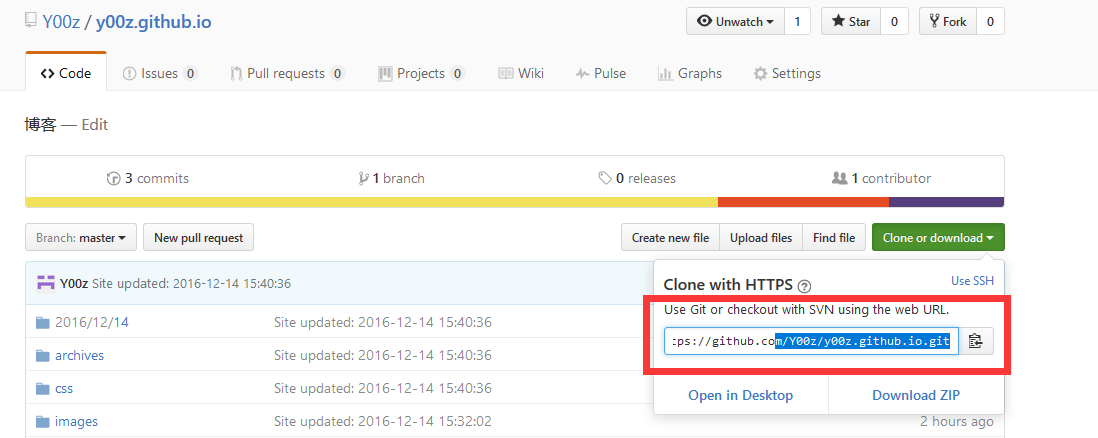 Y00z / y00z.github.io
Unwatch 1 Star 0 Fork 0
Code Issues 0 Pull requests 0 Projects 0 Wiki Pulse Graphs Settings
博客 — Edit
3 commits 1 branch 0 releases 1 contributor
Branch: master New pull request Create new file Upload files Find file Clone or download
Y00z Site updated: 2016-12-14 15:40:36
Clone with HTTPS ? Use SSH
Use Git or checkout with SVN using the web URL.
2016/12/14 Site updated: 2016-12-14 15:40:36
tps://github.com/Y00z/y00z.github.io.git
archives Site updated: 2016-12-14 15:40:36
css Site updated: 2016-12-14 15:40:36
Open in Desktop Download ZIP
images Site updated: 2016-12-14 15:32:02 2 hours ago